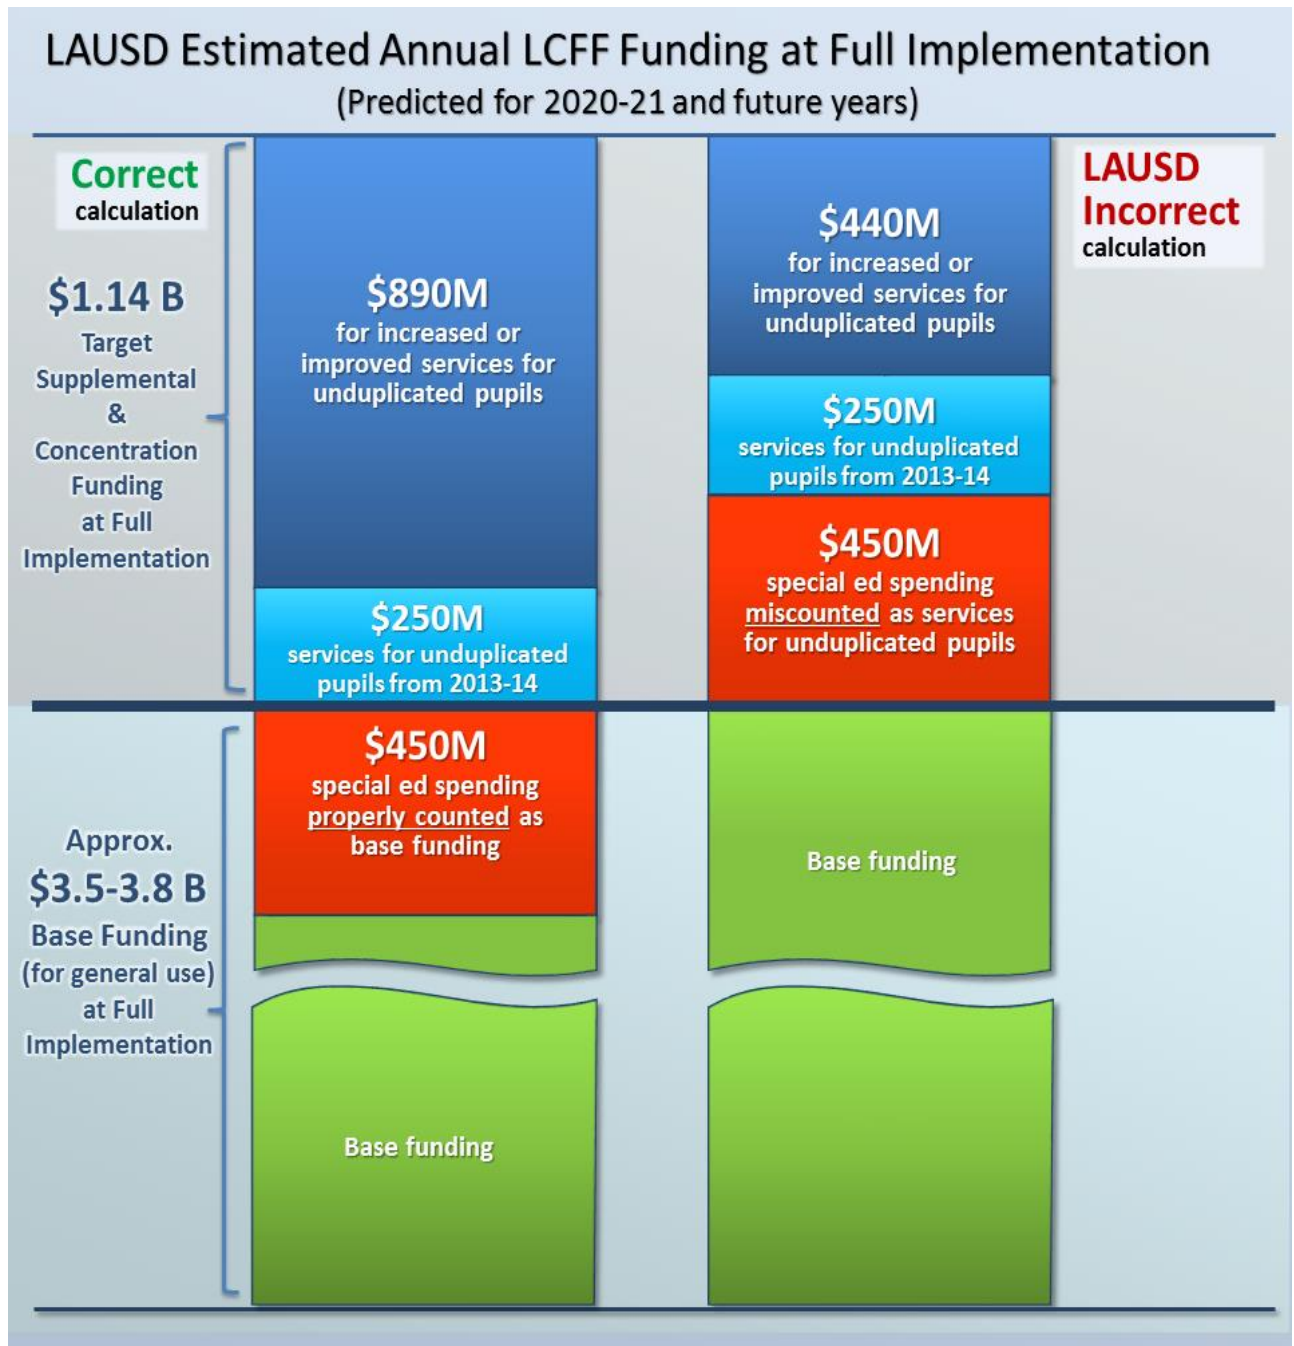 LAUSD Estimated Annual LCFF Funding at Full Implementation
(Predicted for 2020-21 and future years)
Correct
calculation
$1.14 B
Target
Supplemental
&
Concentration
Funding
at Full
Implementation
$890M
for increased or
improved services for
unduplicated pupils
$250M
services for unduplicated
pupils from 2013-14
$440M
for increased or
improved services for
unduplicated pupils
$250M
services for unduplicated
pupils from 2013-14
$450M
special ed spending
miscounted as services
for unduplicated pupils
LAUSD
Incorrect
calculation
Approx.
$3.5-3.8 B
Base Funding
(for general use)
at Full
Implementation
$450M
special ed spending
properly counted as
base funding
Base funding
Base funding